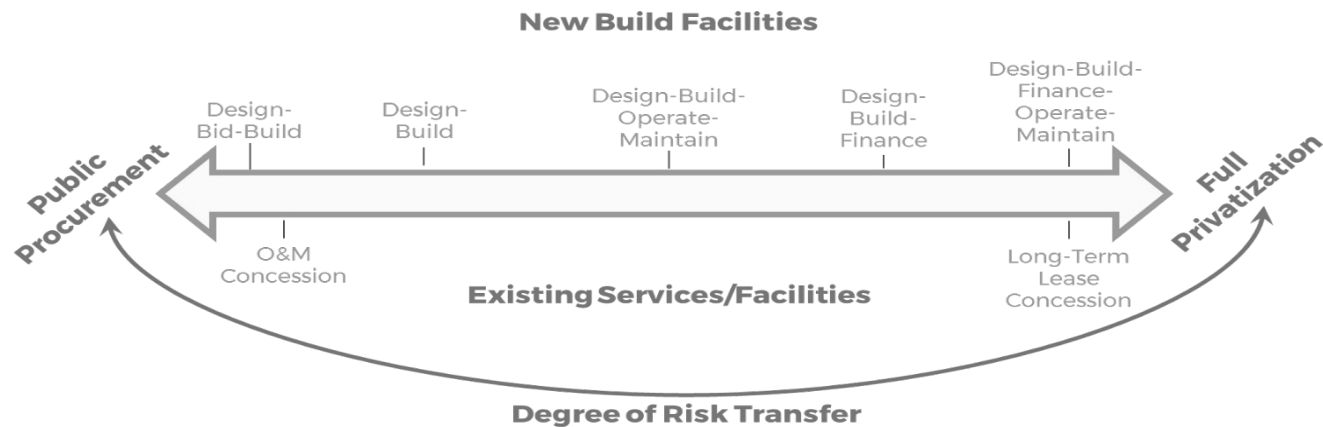 New Build Facilities
Design-
Bid-Build
Design-
Build
Design-Build-
Operate-
Maintain
Design-
Build-
Finance
Design-Build-
Finance-
Operate-
Maintain
Public
Procurement
Full
Privatization
O&M
Concession
Long-Term
Lease
Concession
Existing Services/Facilities
Degree of Risk Transfer